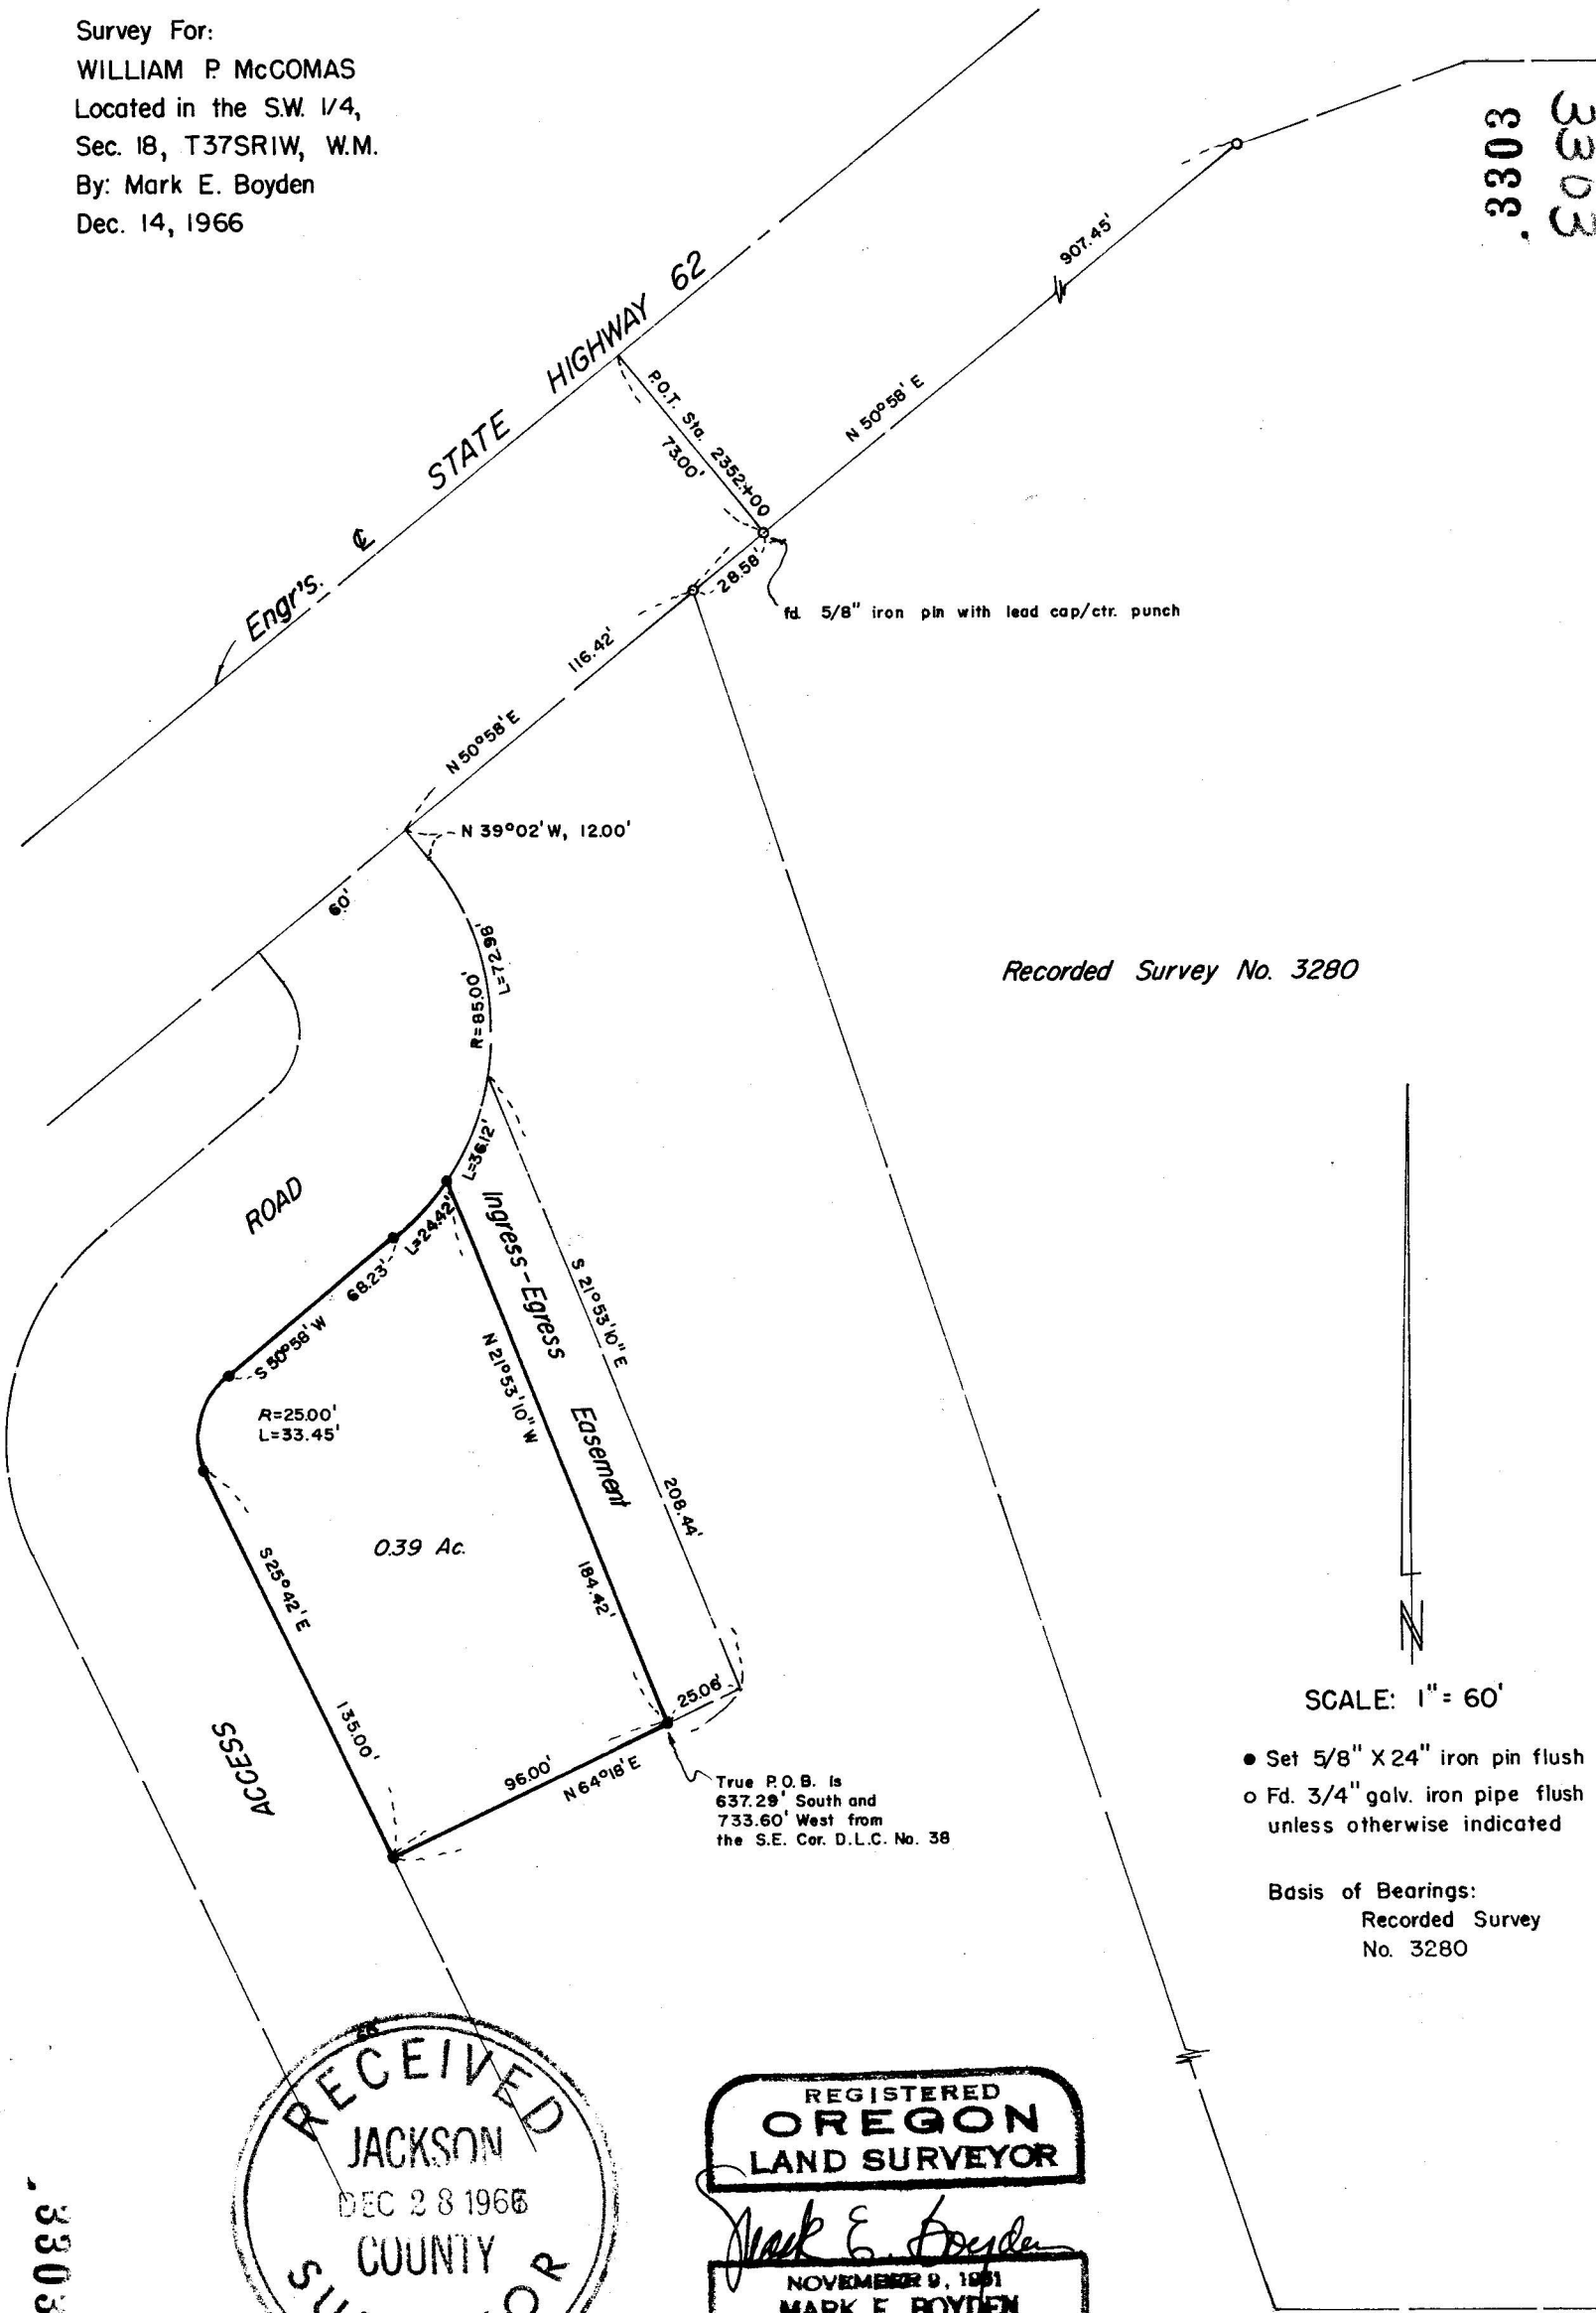 Survey For:
WILLIAM P. McCOMAS
Located in the S.W. 1/4,
Sec. 18, T37SR1W, W.M.
By: Mark E. Boyden
Dec. 14, 1966
3303
3303
STATE HIGHWAY 62
Engr's. ℄
907.45'
N 50°58' E
P.O.T. Sta. 2352+00
73.00'
28.58'
fd. 5/8" iron pin with lead cap/ctr. punch
116.42'
N 50°58' E
N 39°02' W, 12.00'
60'
L=72.98'
R=85.00'
Recorded Survey No. 3280
L=36.12'
L=24.42'
ROAD
68.23'
S 50°58' W
Ingress-Egress Easement
S 21°53'10" E
208.44'
N 21°53'10" W
184.42'
R=25.00'
L=33.45'
0.39 Ac.
S 25°42' E
135.00'
ACCESS
96.00'
N 64°18' E
25.06'
True P.O.B. is
637.29' South and
733.60' West from
the S.E. Cor. D.L.C. No. 38
N
SCALE: 1" = 60'
● Set 5/8" X 24" iron pin flush
o Fd. 3/4" galv. iron pipe flush
unless otherwise indicated
Basis of Bearings:
Recorded Survey
No. 3280
RECEIVED
JACKSON
DEC 28 1966
COUNTY
REGISTERED
OREGON
LAND SURVEYOR
Mark E. Boyden
NOVEMBER 9, 1951
MARK E. BOYDEN
3303